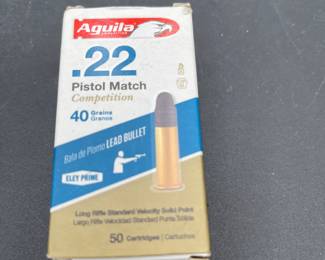 Aguila
AMMUNITION
.22
Pistol Match
Competition
40 Grains
Granos
Bala de Plomo LEAD BULLET
ELEY PRIME
Long Rifle Standard Velocity Solid Point
Largo Rifle Velocidad Standard Punta Sólida
50 Cartridges | Cartuchos